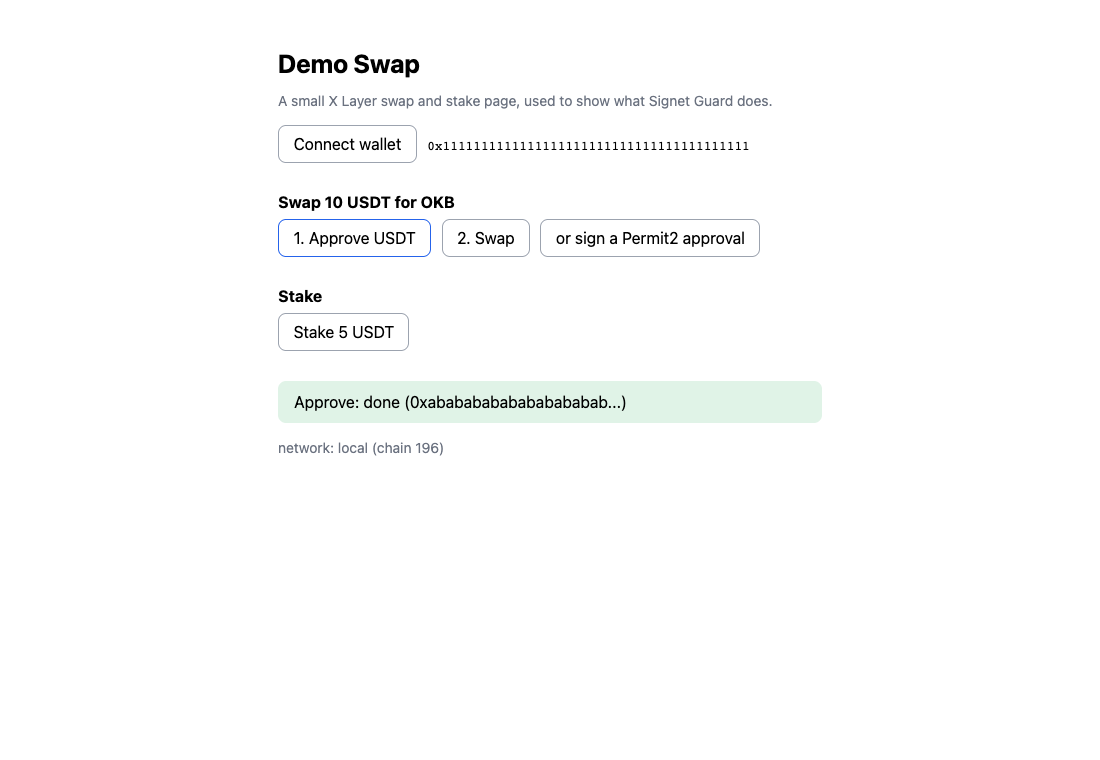 Demo Swap
A small X Layer swap and stake page, used to show what Signet Guard does.
Connect wallet 0x1111111111111111111111111111111111111111
Swap 10 USDT for OKB
1. Approve USDT 2. Swap or sign a Permit2 approval
Stake
Stake 5 USDT
Approve: done (0xabababababababababab...)
network: local (chain 196)